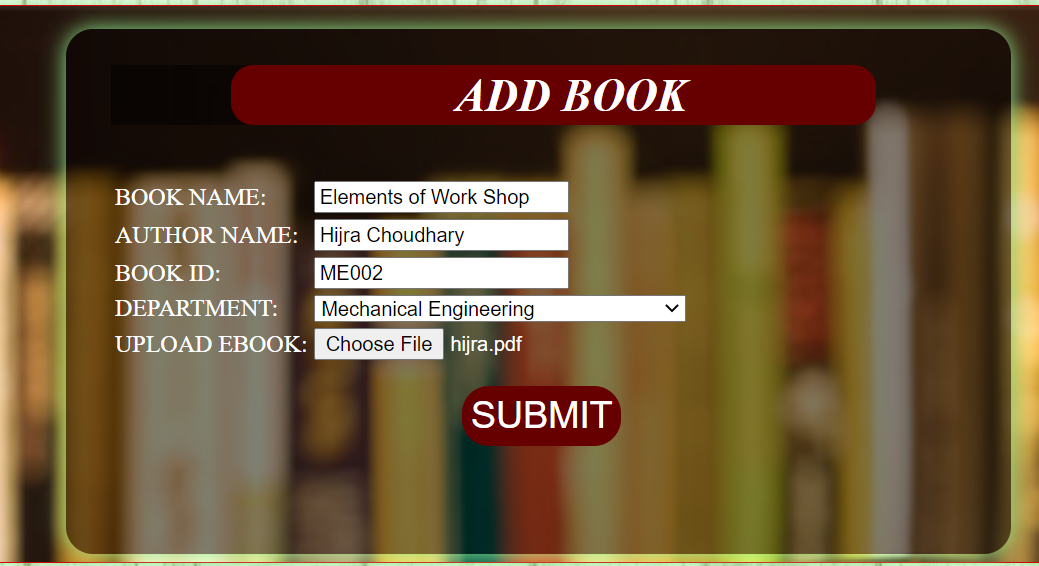 ADD BOOK
BOOK NAME: Elements of Work Shop
AUTHOR NAME: Hijra Choudhary
BOOK ID: ME002
DEPARTMENT: Mechanical Engineering
UPLOAD EBOOK: Choose File hijra.pdf
SUBMIT